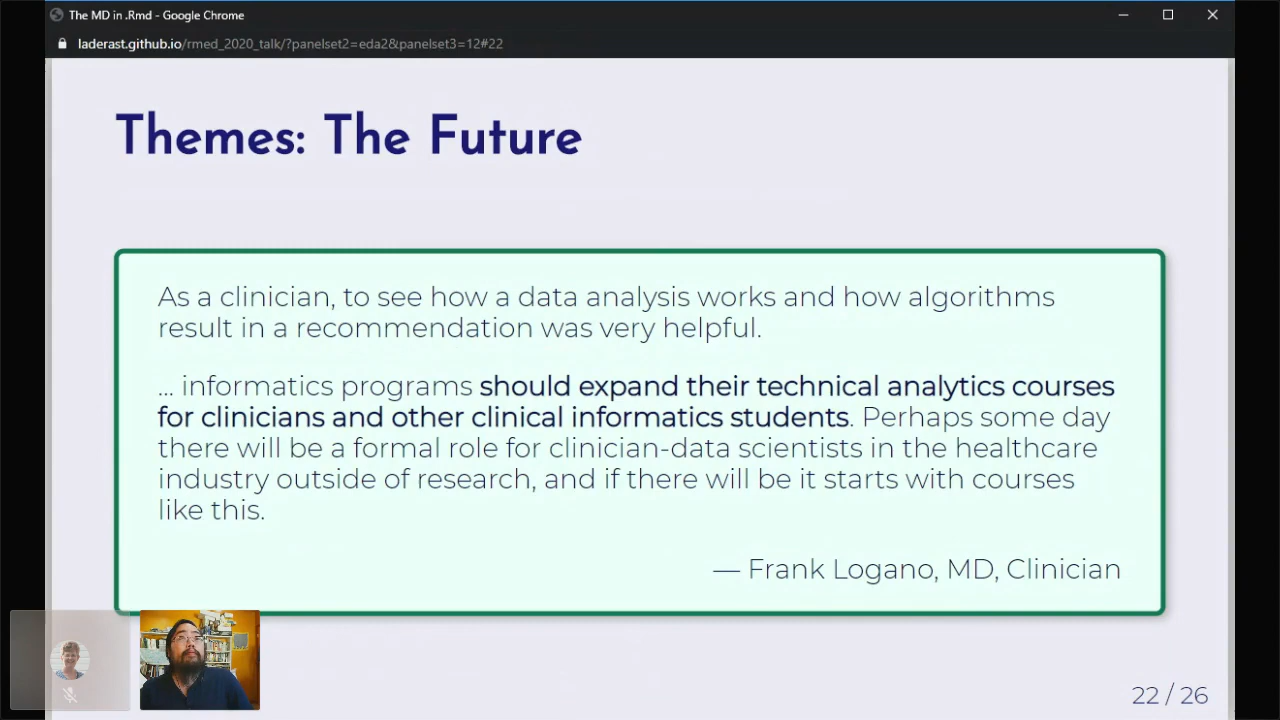 The MD in .Rmd - Google Chrome
laderast.github.io/rmed_2020_talk/?panelset2=eda2&panelset3=12#22
Themes: The Future
As a clinician, to see how a data analysis works and how algorithms
result in a recommendation was very helpful.
... informatics programs should expand their technical analytics courses
for clinicians and other clinical informatics students. Perhaps some day
there will be a formal role for clinician-data scientists in the healthcare
industry outside of research, and if there will be it starts with courses
like this.
— Frank Logano, MD, Clinician
22 / 26